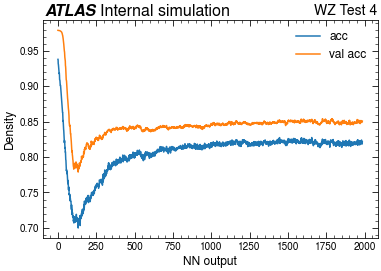 ATLAS Internal simulation
WZ Test 4
acc
val acc
Density
0.95
0.90
0.85
0.80
0.75
0.70
0 250 500 750 1000 1250 1500 1750 2000
NN output